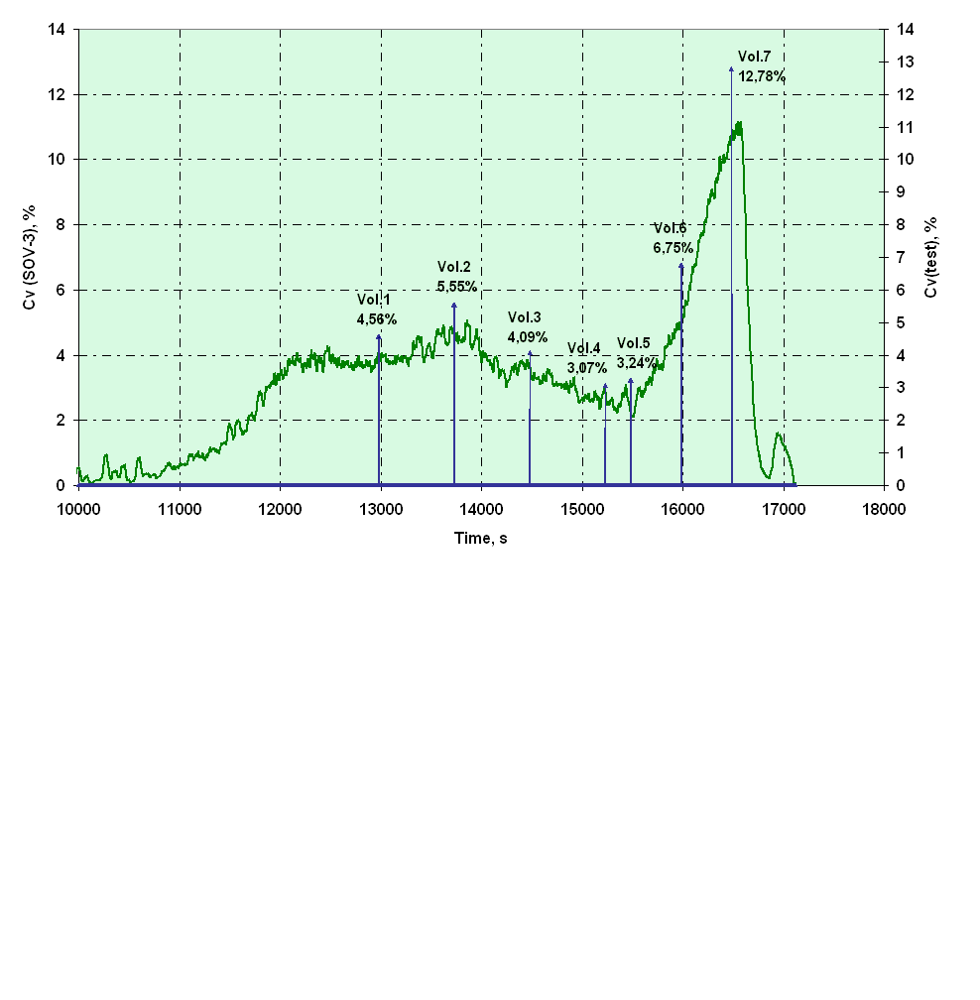 14
12
10
8
6
4
2
0
Cv (SOV-3), %
14
13
12
11
10
9
8
7
6
5
4
3
2
1
0
Cv(test), %
Vol.1
4,56%
Vol.2
5,55%
Vol.3
4,09%
Vol.4
3,07%
Vol.5
3,24%
Vol.6
6,75%
Vol.7
12,78%
10000 11000 12000 13000 14000 15000 16000 17000 18000
Time, s